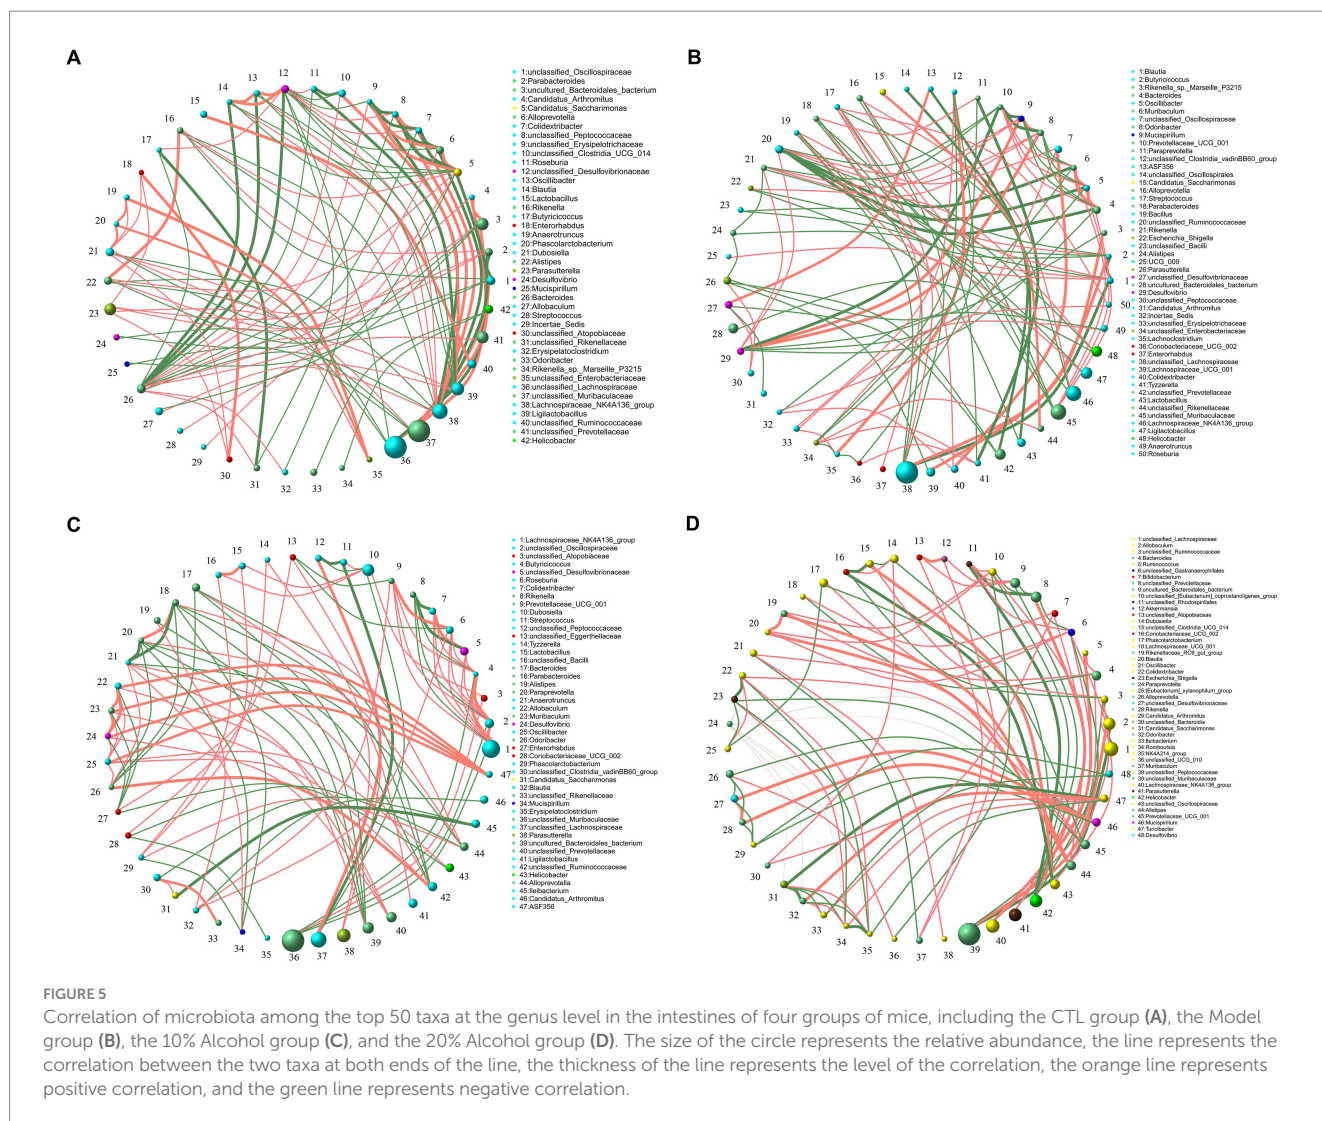 A
1:unclassified_Oscillospiraceae
2:Parabacteroides
3:uncultured_Bacteroidales_bacterium
4:Candidatus_Arthromitus
5:Candidatus_Saccharimonas
6:Alloprevotella
7:Colidextribacter
8:unclassified_Peptococcaceae
9:unclassified_Erysipelotrichaceae
10:unclassified_Clostridia_UCG_014
11:Roseburia
12:unclassified_Desulfovibrionaceae
13:Oscillibacter
14:Blautia
15:Lactobacillus
16:Rikenella
17:Butyricicoccus
18:Enterorhabdus
19:Anaerotruncus
20:Phascolarctobacterium
21:Dubosiella
22:Alistipes
23:Parasutterella
24:Desulfovibrio
25:Mucispirillum
26:Bacteroides
27:Allobaculum
28:Streptococcus
29:Incertae_Sedis
30:unclassified_Atopobiaceae
31:unclassified_Rikenellaceae
32:Erysipelatoclostridium
33:Odoribacter
34:Rikenella_sp._Marseille_P3215
35:unclassified_Enterobacteriaceae
36:unclassified_Lachnospiraceae
37:unclassified_Muribaculaceae
38:Lachnospiraceae_NK4A136_group
39:Ligilactobacillus
40:unclassified_Ruminococcaceae
41:unclassified_Prevotellaceae
42:Helicobacter
B
1:Blautia
2:Butyricicoccus
3:Rikenella_sp._Marseille_P3215
4:Bacteroides
5:Oscillibacter
6:Muribaculum
7:unclassified_Oscillospiraceae
8:Odoribacter
9:Mucispirillum
10:Prevotellaceae_UCG_001
11:Paraprevotella
12:unclassified_Clostridia_vadinBB60_group
13:ASF356
14:unclassified_Oscillospirales
15:Candidatus_Saccharimonas
16:Alloprevotella
17:Streptococcus
18:Parabacteroides
19:Bacillus
20:unclassified_Ruminococcaceae
21:Rikenella
22:Escherichia_Shigella
23:unclassified_Bacilli
24:Alistipes
25:UCG_009
26:Parasutterella
27:unclassified_Desulfovibrionaceae
28:uncultured_Bacteroidales_bacterium
29:Desulfovibrio
30:unclassified_Peptococcaceae
31:Candidatus_Arthromitus
32:Incertae_Sedis
33:unclassified_Erysipelotrichaceae
34:unclassified_Enterobacteriaceae
35:Lachnoclostridium
36:Coriobacteriaceae_UCG_002
37:Enterorhabdus
38:unclassified_Lachnospiraceae
39:Lachnospiraceae_UCG_001
40:Colidextribacter
41:Tyzzerella
42:unclassified_Prevotellaceae
43:Lactobacillus
44:unclassified_Rikenellaceae
45:unclassified_Muribaculaceae
46:Lachnospiraceae_NK4A136_group
47:Ligilactobacillus
48:Helicobacter
49:Anaerotruncus
50:Roseburia
C
1:Lachnospiraceae_NK4A136_group
2:unclassified_Oscillospiraceae
3:unclassified_Atopobiaceae
4:Butyricicoccus
5:unclassified_Desulfovibrionaceae
6:Roseburia
7:Colidextribacter
8:Rikenella
9:Prevotellaceae_UCG_001
10:Dubosiella
11:Streptococcus
12:unclassified_Peptococcaceae
13:unclassified_Eggerthellaceae
14:Tyzzerella
15:Lactobacillus
16:unclassified_Bacilli
17:Bacteroides
18:Parabacteroides
19:Alistipes
20:Paraprevotella
21:Anaerotruncus
22:Allobaculum
23:Muribaculum
24:Desulfovibrio
25:Oscillibacter
26:Odoribacter
27:Enterorhabdus
28:Coriobacteriaceae_UCG_002
29:Phascolarctobacterium
30:unclassified_Clostridia_vadinBB60_group
31:Candidatus_Saccharimonas
32:Blautia
33:unclassified_Rikenellaceae
34:Mucispirillum
35:Erysipelatoclostridium
36:unclassified_Muribaculaceae
37:unclassified_Lachnospiraceae
38:Parasutterella
39:uncultured_Bacteroidales_bacterium
40:unclassified_Prevotellaceae
41:Ligilactobacillus
42:unclassified_Ruminococcaceae
43:Helicobacter
44:Alloprevotella
45:Ileibacterium
46:Candidatus_Arthromitus
47:ASF356
D
1:unclassified_Lachnospiraceae
2:Allobaculum
3:unclassified_Ruminococcaceae
4:Bacteroides
5:Ruminococcus
6:unclassified_Gastranaerophilales
7:Bifidobacterium
8:unclassified_Prevotellaceae
9:uncultured_Bacteroidales_bacterium
10:unclassified_[Eubacterium]_coprostanoligenes_group
11:unclassified_Rhodospirillales
12:Akkermansia
13:unclassified_Atopobiaceae
14:Dubosiella
15:unclassified_Clostridia_UCG_014
16:Coriobacteriaceae_UCG_002
17:Phascolarctobacterium
18:Lachnospiraceae_UCG_001
19:Rikenellaceae_RC9_gut_group
20:Blautia
21:Oscillibacter
22:Colidextribacter
23:Escherichia_Shigella
24:Paraprevotella
25:[Eubacterium]_xylanophilum_group
26:Alloprevotella
27:unclassified_Desulfovibrionaceae
28:Rikenella
29:Candidatus_Arthromitus
30:unclassified_Bacteroidia
31:Candidatus_Saccharimonas
32:Odoribacter
33:Ileibacterium
34:Romboutsia
35:NK4A214_group
36:unclassified_UCG_010
37:Muribaculum
38:unclassified_Peptococcaceae
39:unclassified_Muribaculaceae
40:Lachnospiraceae_NK4A136_group
41:Parasutterella
42:Helicobacter
43:unclassified_Oscillospiraceae
44:Alistipes
45:Prevotellaceae_UCG_001
46:Mucispirillum
47:Turicibacter
48:Desulfovibrio
FIGURE 5
Correlation of microbiota among the top 50 taxa at the genus level in the intestines of four groups of mice, including the CTL group (A), the Model
group (B), the 10% Alcohol group (C), and the 20% Alcohol group (D). The size of the circle represents the relative abundance, the line represents the
correlation between the two taxa at both ends of the line, the thickness of the line represents the level of the correlation, the orange line represents
positive correlation, and the green line represents negative correlation.